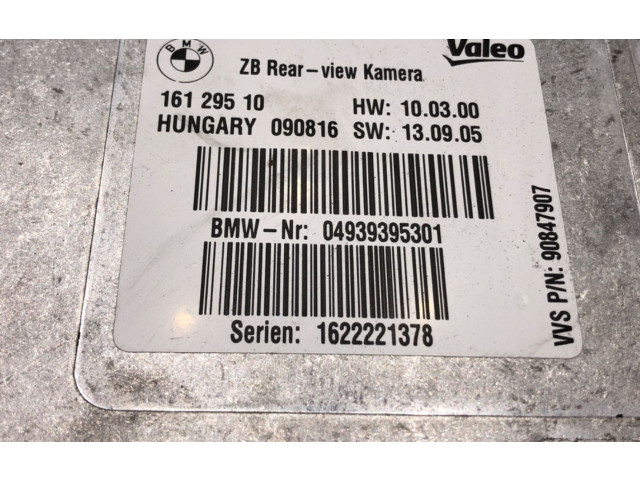 BMW
Valeo
ZB Rear-view Kamera
161 295 10 HW: 10.03.00
HUNGARY 090816 SW: 13.09.05
BMW-Nr: 04939395301
Serien: 1622221378
VVS P/N: 90847907